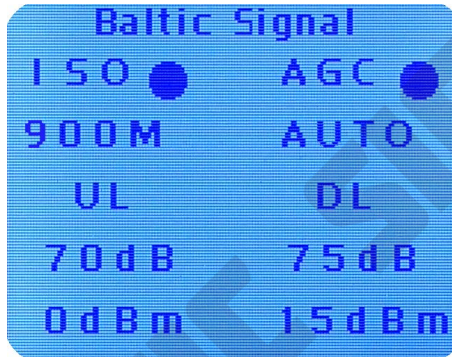 Baltic Signal
ISO AGC
900M AUTO
UL DL
70dB 75dB
0dBm 15dBm